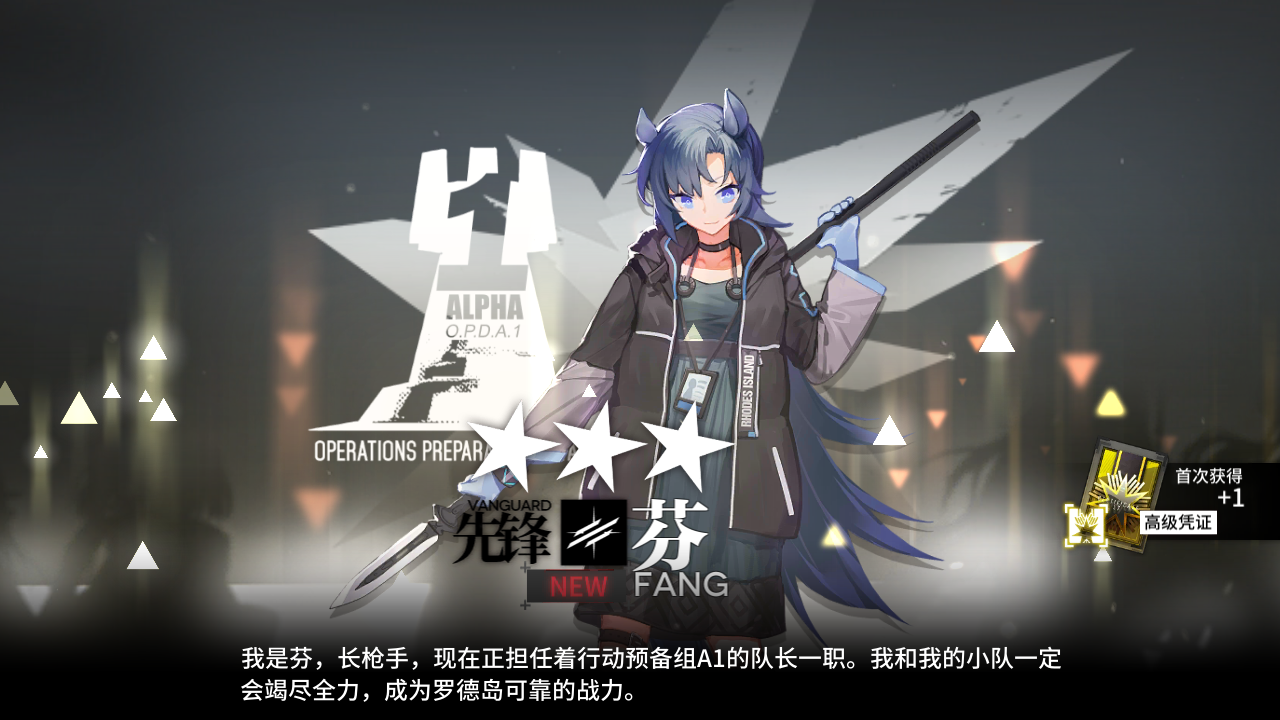 ALPHA
O.P.D.A.1
OPERATIONS PREPAR
RHODES ISLAND
首次获得
+1
高级凭证
VANGUARD
先锋
芬
NEW
FANG
我是芬，长枪手，现在正担任着行动预备组A1的队长一职。我和我的小队一定
会竭尽全力，成为罗德岛可靠的战力。